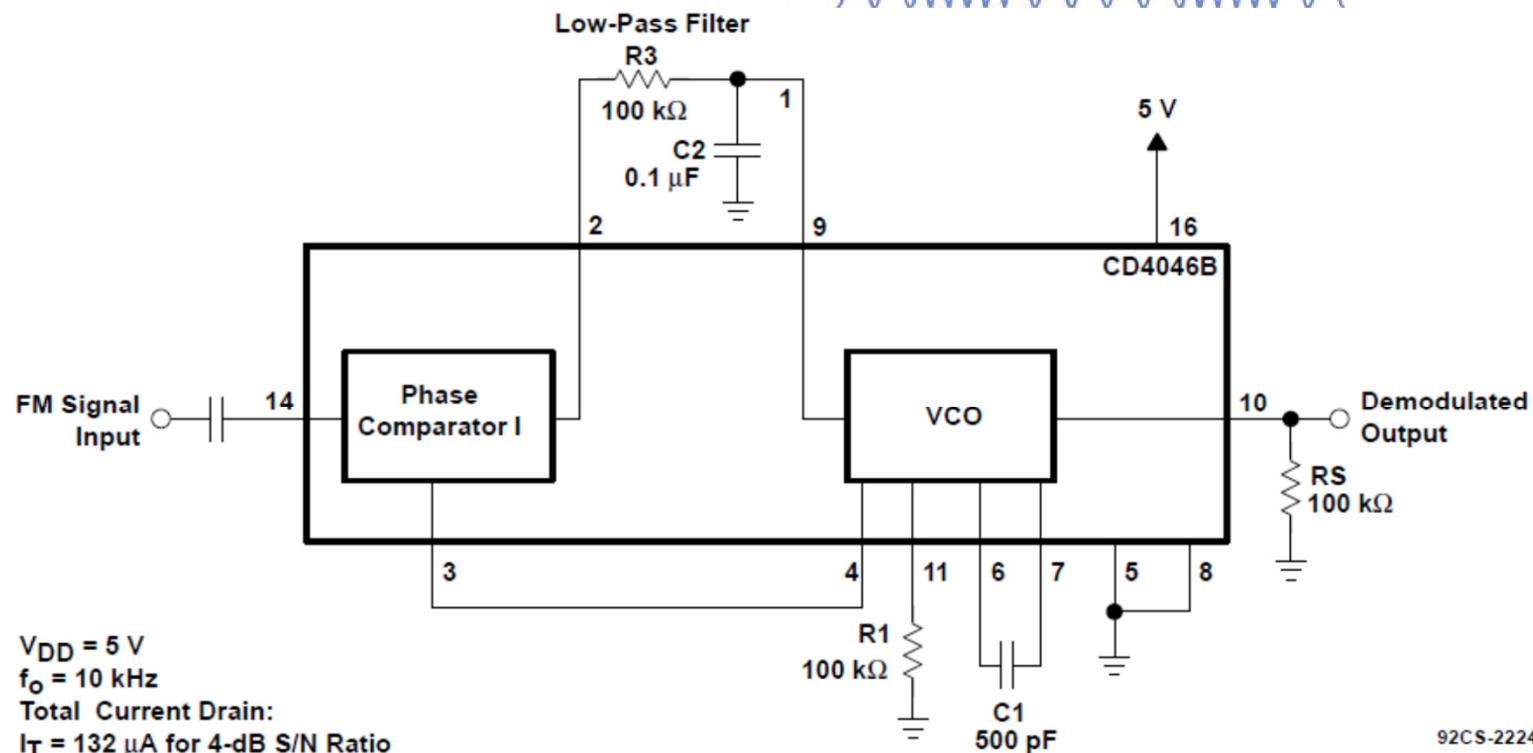 Low-Pass Filter
R3
100 kΩ
1
5 V
C2
0.1 μF
2
9
16
CD4046B
FM Signal
Input
14
Phase
Comparator I
VCO
10
Demodulated
Output
RS
100 kΩ
3
4
11
6
7
5
8
R1
100 kΩ
C1
500 pF
VDD = 5 V
fo = 10 kHz
Total Current Drain:
IT = 132 μA for 4-dB S/N Ratio
92CS-2224